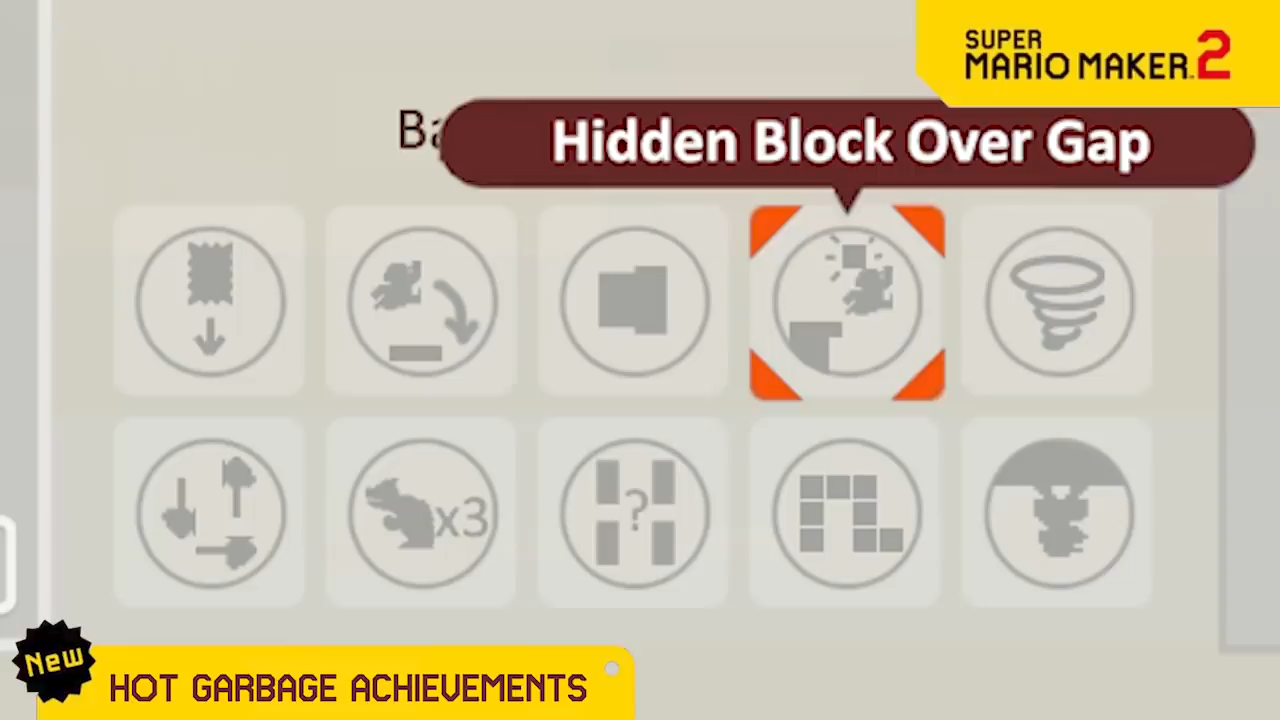 SUPER
MARIO MAKER 2
Hidden Block Over Gap
x3
?
New
HOT GARBAGE ACHIEVEMENTS